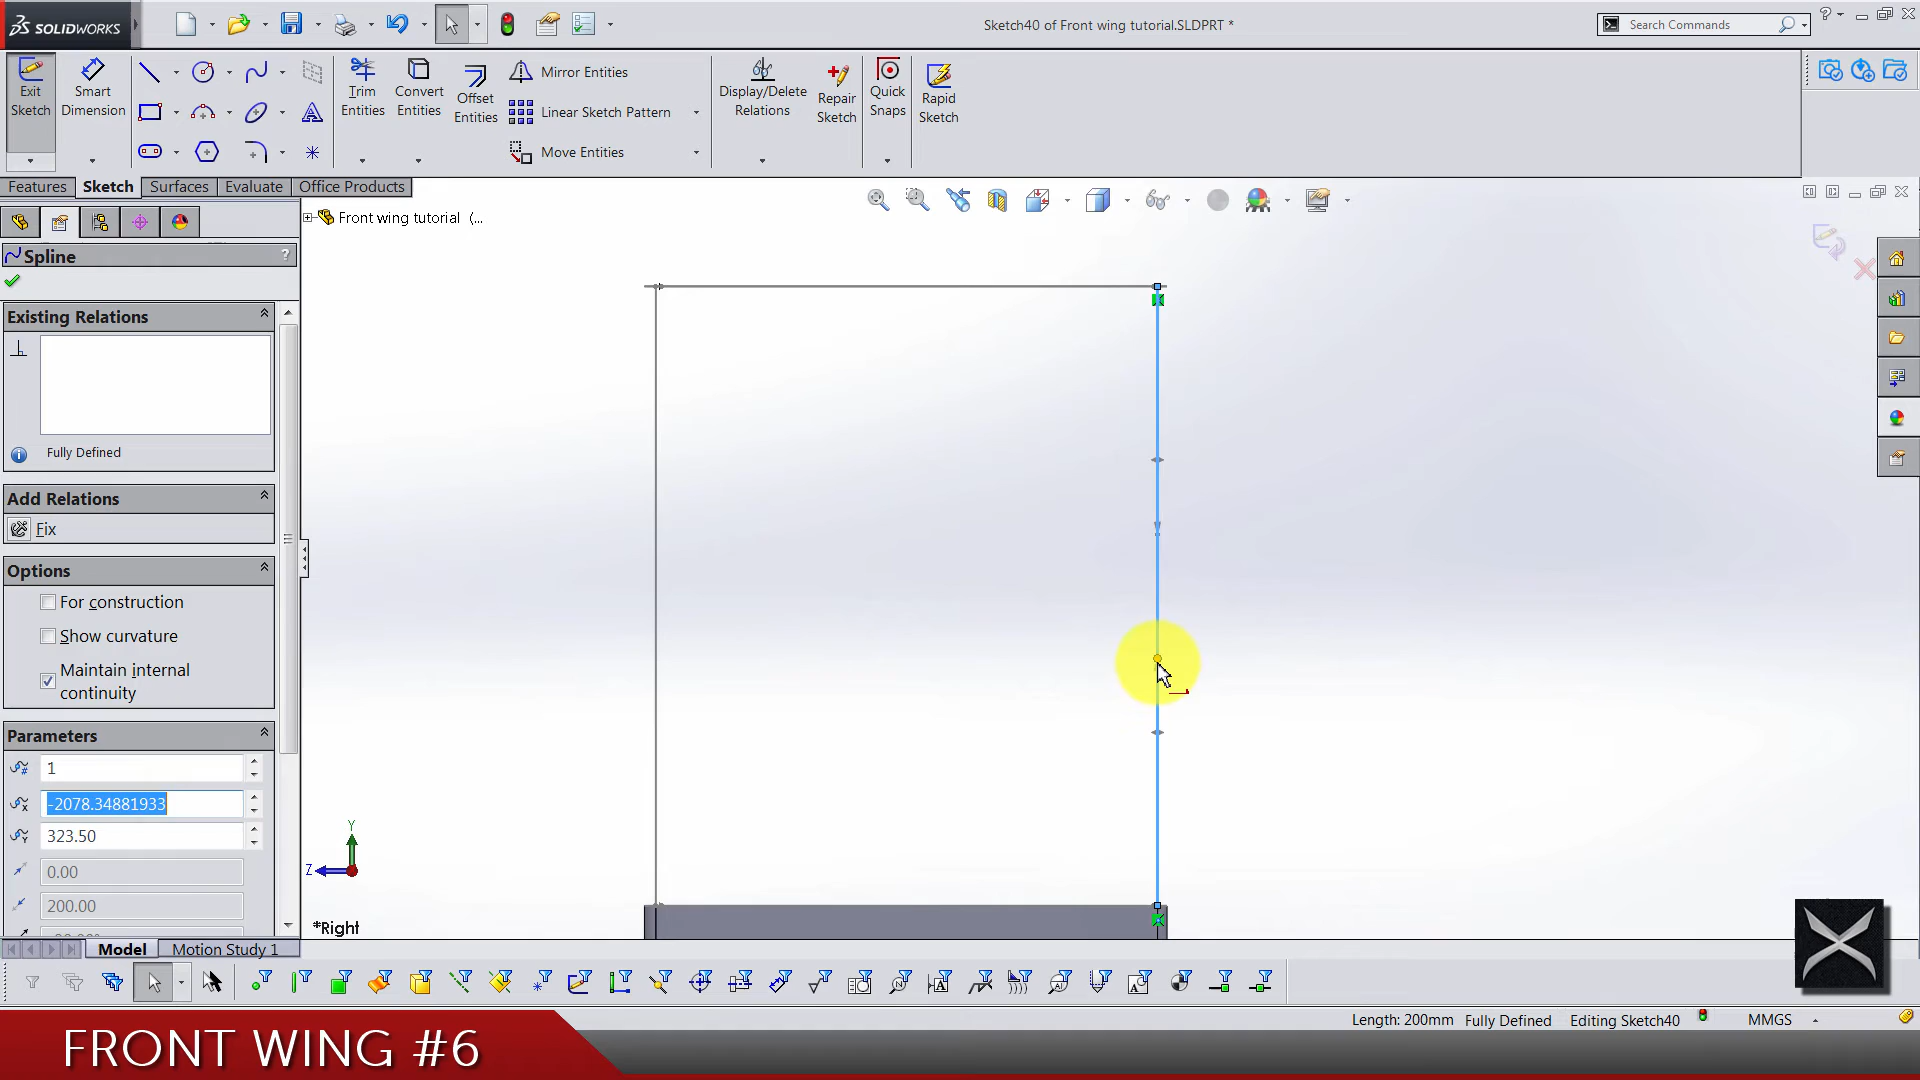 SOLIDWORKS
Sketch40 of Front wing tutorial.SLDPRT *
Search Commands
Exit Sketch
Smart Dimension
Trim Entities
Convert Entities
Offset Entities
Mirror Entities
Linear Sketch Pattern
Move Entities
Display/Delete Relations
Repair Sketch
Quick Snaps
Rapid Sketch
Features
Sketch
Surfaces
Evaluate
Office Products
Front wing tutorial (...
Spline
?
Existing Relations
Fully Defined
Add Relations
Fix
Options
For construction
Show curvature
Maintain internal
continuity
Parameters
1
-2078.34881933
323.50
0.00
200.00
Y
Z
*Right
Model
Motion Study 1
Length: 200mm
Fully Defined
Editing Sketch40
MMGS
FRONT WING #6